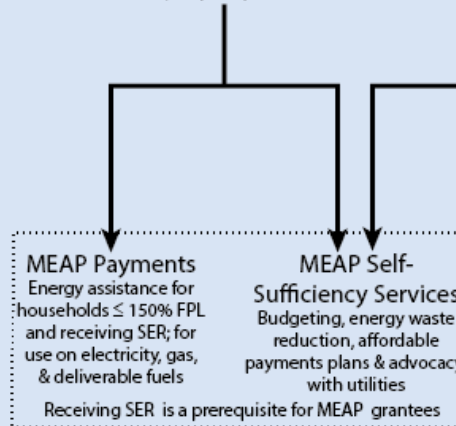 MEAP Payments
Energy assistance for
households ≤ 150% FPL
and receiving SER; for
use on electricity, gas,
& deliverable fuels
MEAP Self-
Sufficiency Services
Budgeting, energy waste
reduction, affordable
payments plans & advocacy
with utilities
Receiving SER is a prerequisite for MEAP grantees